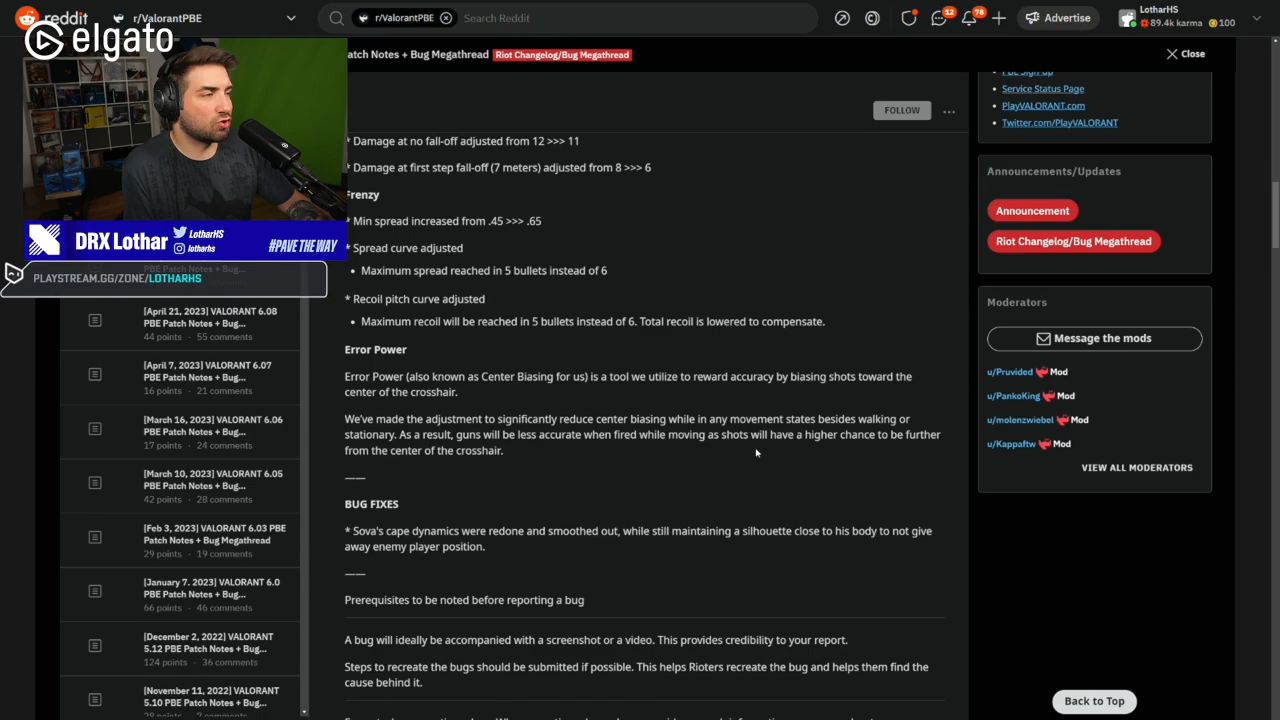 reddit
r/ValorantPBE
r/ValorantPBE
Search Reddit
12
78
Advertise
LotharHS
89.4k karma
100
elgato
atch Notes + Bug Megathread
Riot Changelog/Bug Megathread
Close
FOLLOW
* Damage at no fall-off adjusted from 12 >>> 11
* Damage at first step fall-off (7 meters) adjusted from 8 >>> 6
Frenzy
* Min spread increased from .45 >>> .65
* Spread curve adjusted
• Maximum spread reached in 5 bullets instead of 6
* Recoil pitch curve adjusted
• Maximum recoil will be reached in 5 bullets instead of 6. Total recoil is lowered to compensate.
Error Power
Error Power (also known as Center Biasing for us) is a tool we utilize to reward accuracy by biasing shots toward the
center of the crosshair.
We've made the adjustment to significantly reduce center biasing while in any movement states besides walking or
stationary. As a result, guns will be less accurate when fired while moving as shots will have a higher chance to be further
from the center of the crosshair.
——
BUG FIXES
* Sova's cape dynamics were redone and smoothed out, while still maintaining a silhouette close to his body to not give
away enemy player position.
——
Prerequisites to be noted before reporting a bug
A bug will ideally be accompanied with a screenshot or a video. This provides credibility to your report.
Steps to recreate the bugs should be submitted if possible. This helps Rioters recreate the bug and helps them find the
cause behind it.
DRX Lothar
LotharHS
lotharhs
#PAVE THE WAY
PLAYSTREAM.GG/ZONE/LOTHARHS
PBE Patch Notes + Bug...
[April 21, 2023] VALORANT 6.08
PBE Patch Notes + Bug...
44 points · 55 comments
[April 7, 2023] VALORANT 6.07
PBE Patch Notes + Bug...
16 points · 21 comments
[March 16, 2023] VALORANT 6.06
PBE Patch Notes + Bug...
17 points · 24 comments
[March 10, 2023] VALORANT 6.05
PBE Patch Notes + Bug...
42 points · 28 comments
[Feb 3, 2023] VALORANT 6.03 PBE
Patch Notes + Bug Megathread
29 points · 19 comments
[January 7. 2023] VALORANT 6.0
PBE Patch Notes + Bug...
66 points · 46 comments
[December 2, 2022] VALORANT
5.12 PBE Patch Notes + Bug...
124 points · 36 comments
[November 11, 2022] VALORANT
5.10 PBE Patch Notes + Bug...
• PBE Sign up
• Service Status Page
• PlayVALORANT.com
• Twitter.com/PlayVALORANT
Announcements/Updates
Announcement
Riot Changelog/Bug Megathread
Moderators
Message the mods
u/Pruvided Mod
u/PankoKing Mod
u/molenzwiebel Mod
u/Kappaftw Mod
VIEW ALL MODERATORS
Back to Top